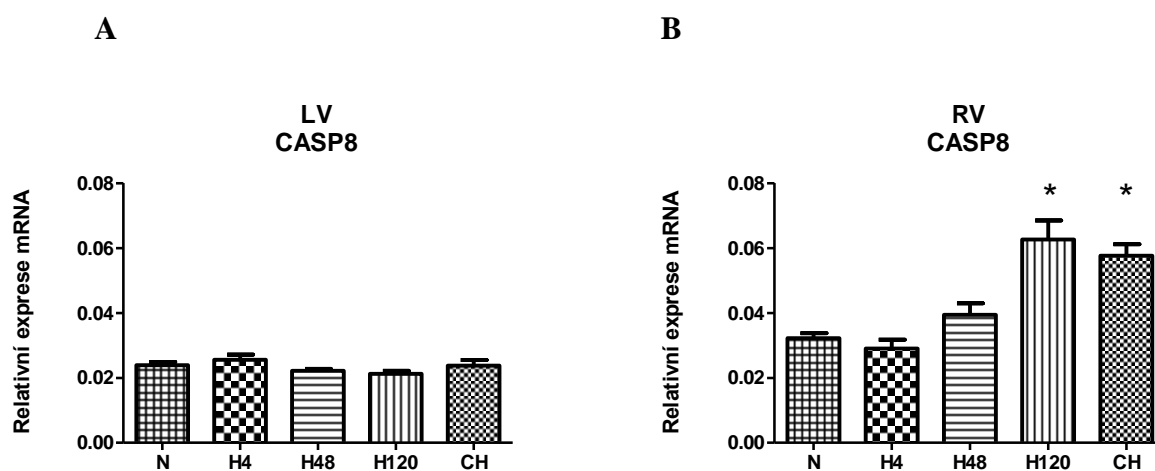 A
LV
CASP8
Relativní exprese mRNA
0.08
0.06
0.04
0.02
0.00
N H4 H48 H120 CH
B
RV
CASP8
Relativní exprese mRNA
0.08
0.06
0.04
0.02
0.00
* *
N H4 H48 H120 CH